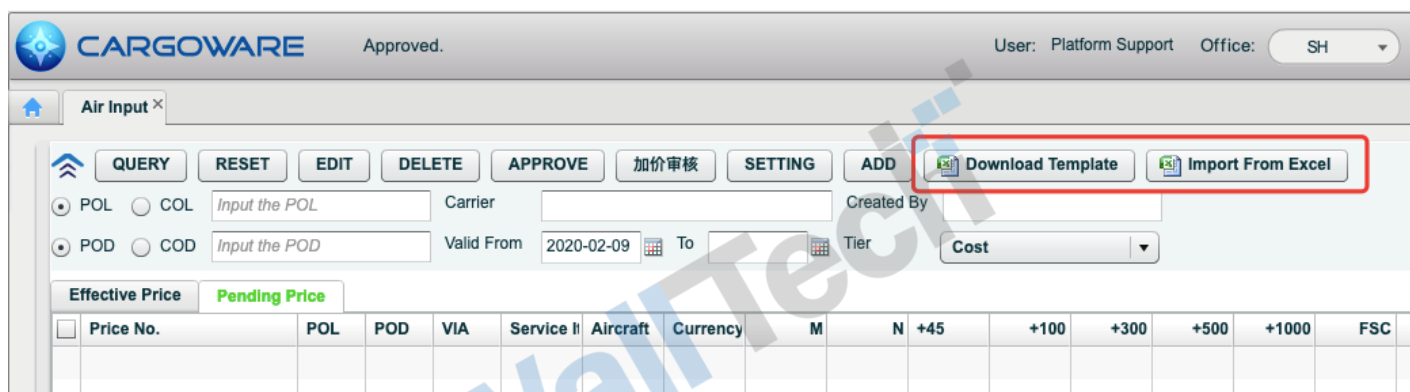 CARGOWARE Approved. User: Platform Support Office: SH
Air Input
QUERY RESET EDIT DELETE APPROVE 加价审核 SETTING ADD Download Template Import From Excel
POL COL Input the POL Carrier Created By
POD COD Input the POD Valid From 2020-02-09 To Tier Cost
Effective Price Pending Price
Price No. POL POD VIA Service It Aircraft Currency M N +45 +100 +300 +500 +1000 FSC
WallTech